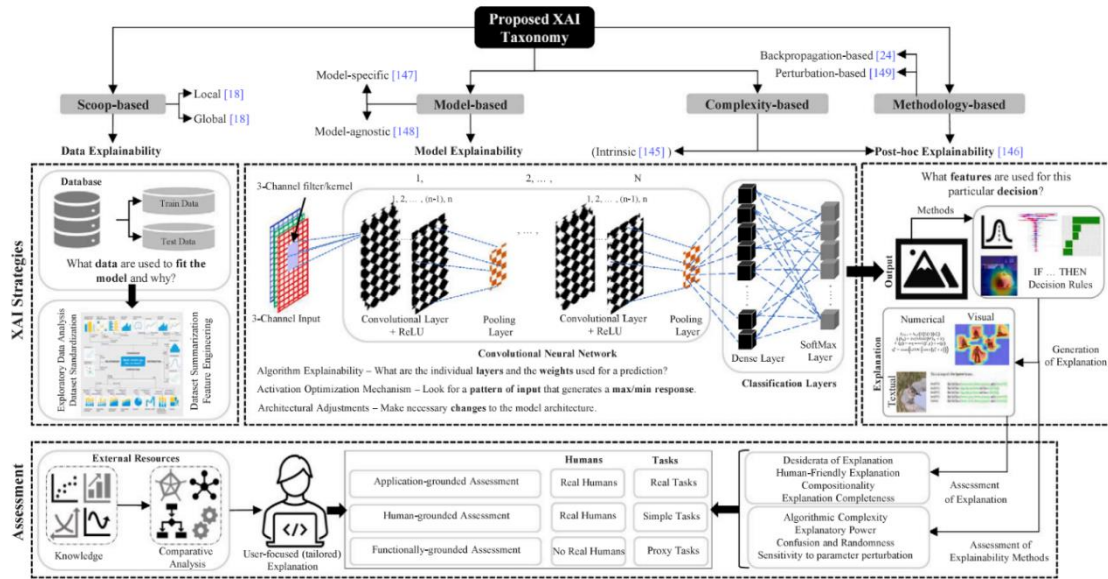 Proposed XAI
Taxonomy
Backpropagation-based [24]
Perturbation-based [149]
Model-specific [147]
Model-agnostic [148]
Local [18]
Global [18]
Scoop-based
Model-based
Complexity-based
Methodology-based
Data Explainability
Model Explainability
(Intrinsic [145] )
Post-hoc Explainability [146]
XAI Strategies
Database
Train Data
Test Data
What data are used to fit the
model and why?
Exploratory Data Analysis
Dataset Standardization
Dataset Summarization
Feature Engineering
3-Channel filter/kernel
1,
2, … ,
N
1, 2, … , (n-1), n
, … ,
1, 2, … , (n-1), n
3-Channel Input
Convolutional Layer
+ ReLU
Pooling
Layer
Convolutional Layer
+ ReLU
Pooling
Layer
Dense Layer
SoftMax
Layer
Convolutional Neural Network
Classification Layers
Algorithm Explainability – What are the individual layers and the weights used for a prediction?
Activation Optimization Mechanism – Look for a pattern of input that generates a max/min response.
Architectural Adjustments – Make necessary changes to the model architecture.
What features are used for this
particular decision?
Methods
Output
IF … THEN
Decision Rules
Numerical
Visual
Explanation
Textual
Generation
of Explanation
Assessment
External Resources
Knowledge
Comparative
Analysis
User-focused (tailored)
Explanation
Humans
Tasks
Application-grounded Assessment
Real Humans
Real Tasks
Human-grounded Assessment
Real Humans
Simple Tasks
Functionally-grounded Assessment
No Real Humans
Proxy Tasks
Desiderata of Explanation
Human-Friendly Explanation
Compositionality
Explanation Completeness
Assessment
of Explanation
Algorithmic Complexity
Explanatory Power
Confusion and Randomness
Sensitivity to parameter perturbation
Assessment of
Explainability Methods